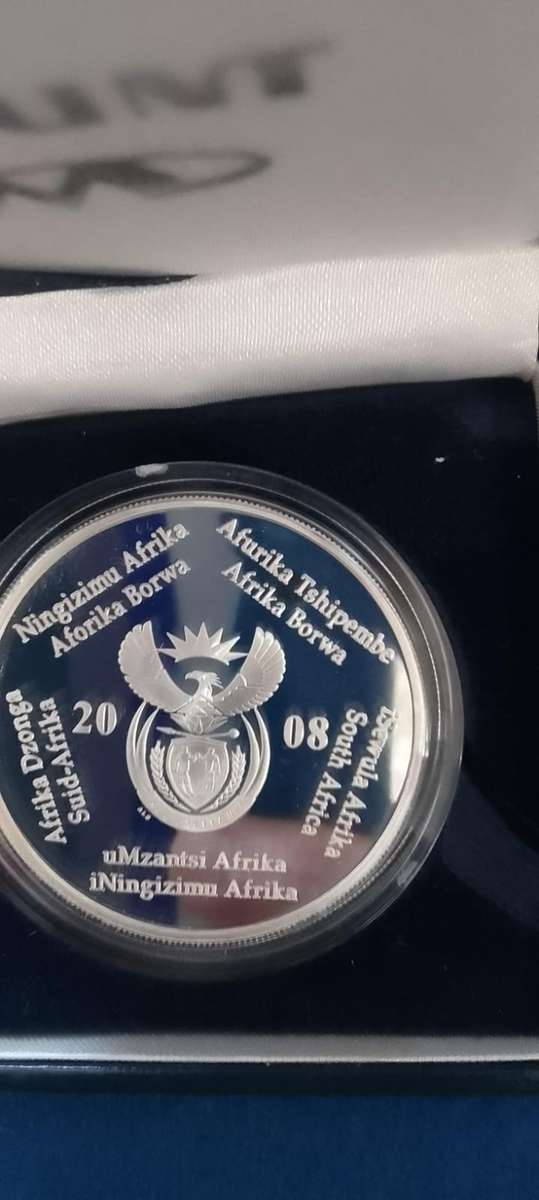 Ningizimu Afrika
Aforika Borwa
Afurika Tshipembe
Afrika Borwa
Afrika Dzonga
Suid-Afrika
20 08
iSewula Afrika
South Africa
uMzantsi Afrika
iNingizimu Afrika